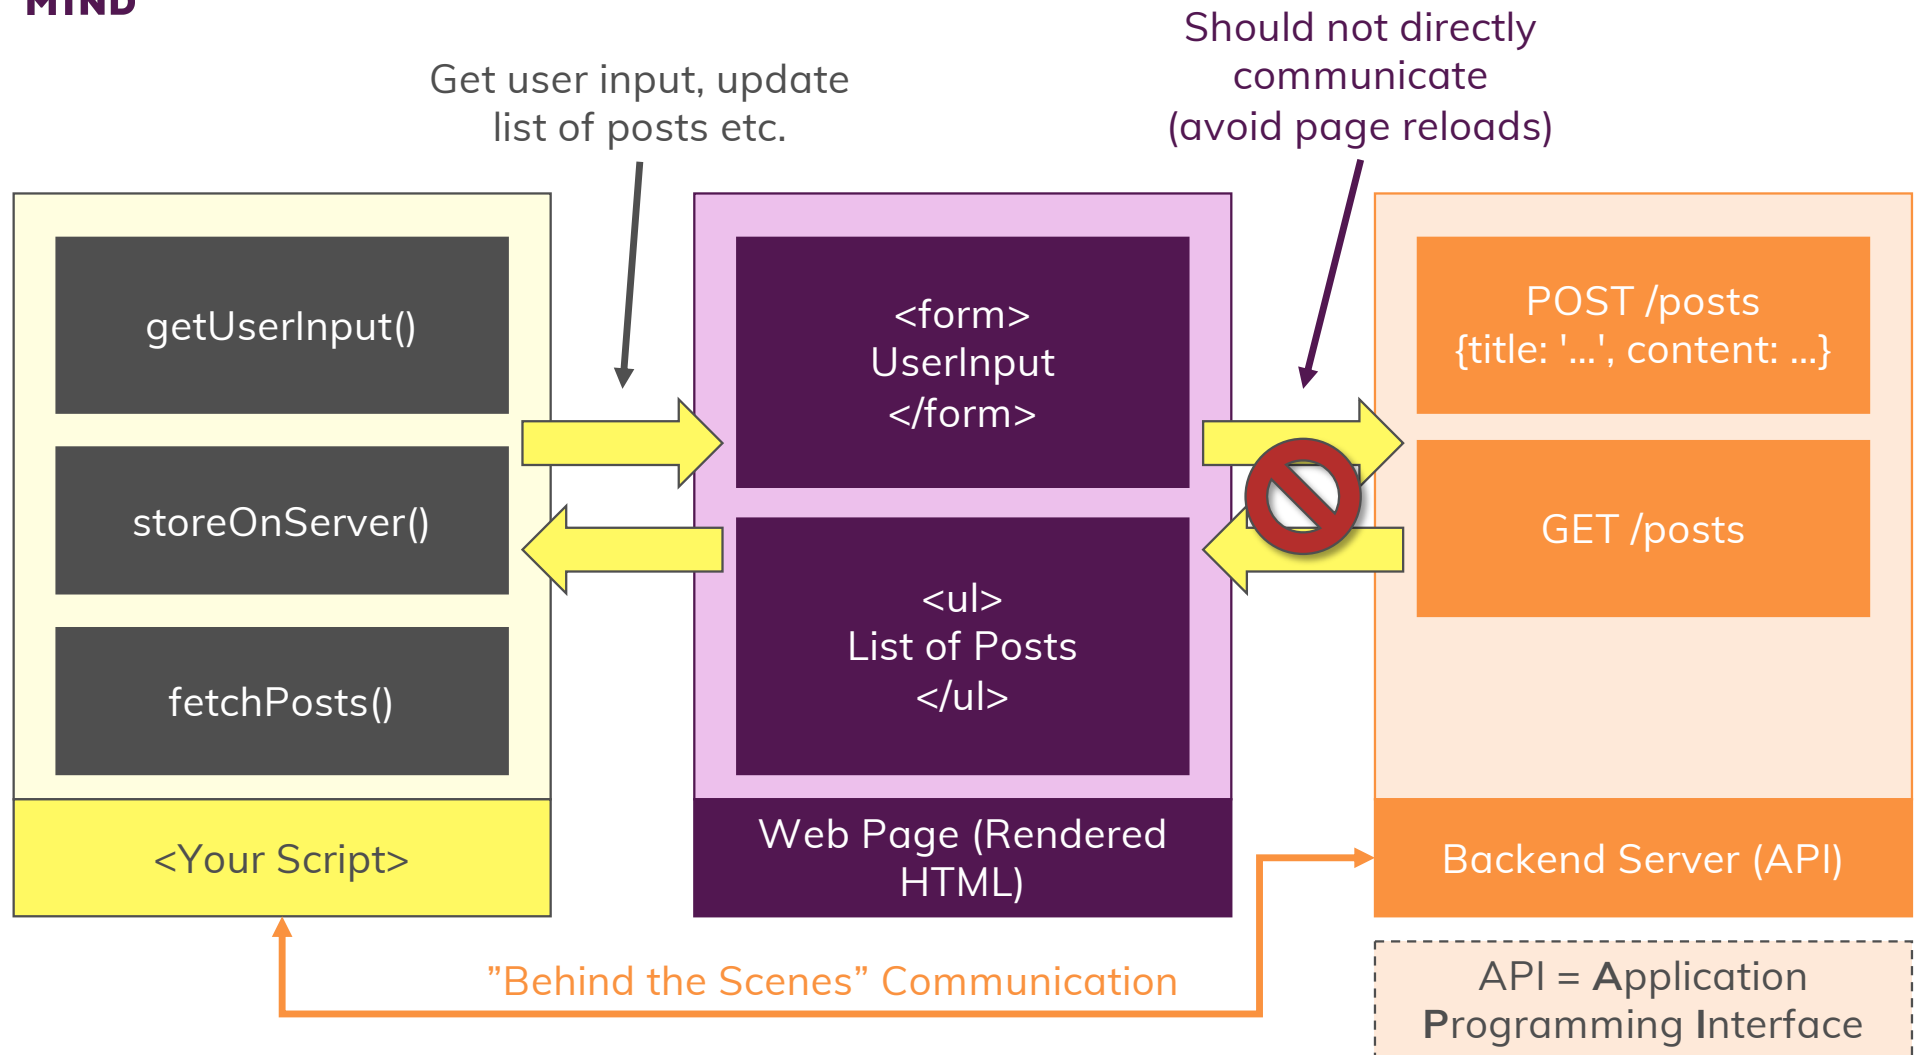 MIND
Get user input, update
list of posts etc.
Should not directly
communicate
(avoid page reloads)
getUserInput()
storeOnServer()
fetchPosts()
<Your Script>
<form>
UserInput
</form>
<ul>
List of Posts
</ul>
Web Page (Rendered
HTML)
POST /posts
{title: '...', content: ...}
GET /posts
Backend Server (API)
”Behind the Scenes” Communication
API = Application
Programming Interface